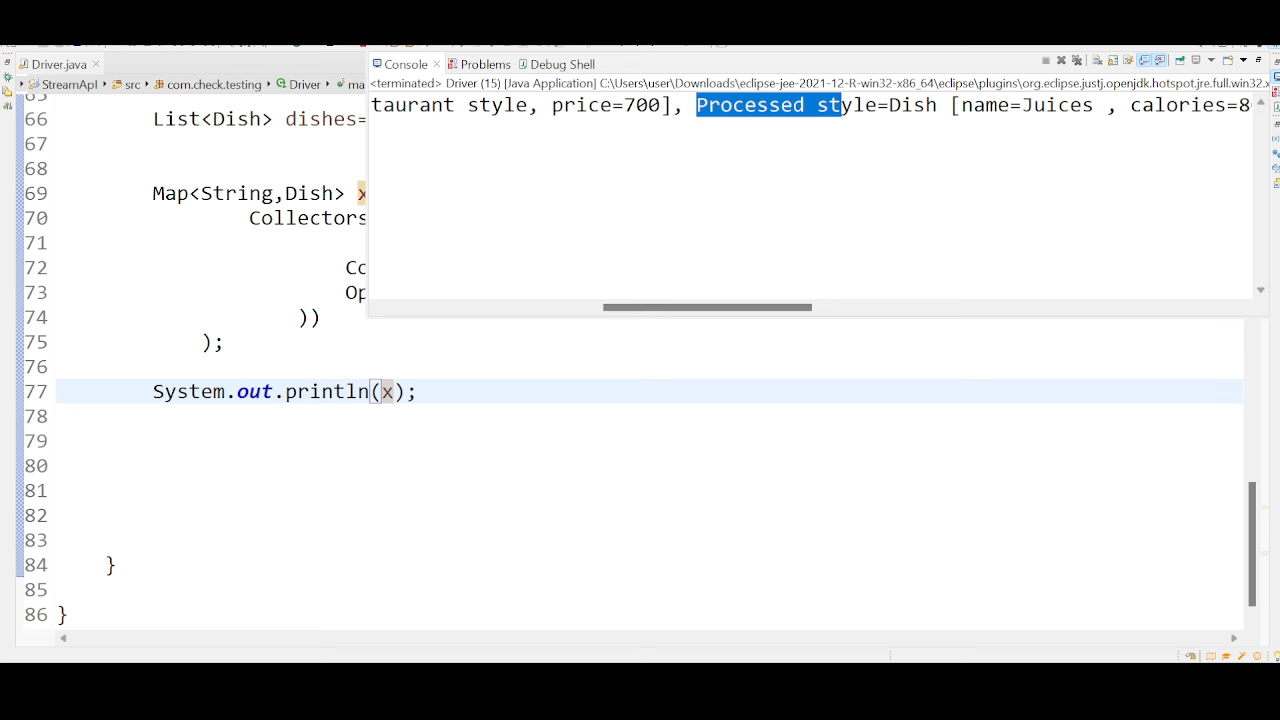 Driver.java
StreamApI
src
com.check.testing
Driver
Console
Problems
Debug Shell
<terminated> Driver (15) [Java Application] C:\Users\user\Downloads\eclipse-jee-2021-12-R-win32-x86_64\eclipse\plugins\org.eclipse.justj.openjdk.hotspot.jre.full.win32.x
taurant style, price=700], Processed style=Dish [name=Juices , calories=8
66 List<Dish> dishes=
67
68
69 Map<String,Dish> x
70 Collectors
71
72 Co
73 Op
74 ))
75 );
76
77 System.out.println(x);
78
79
80
81
82
83
84 }
85
86 }